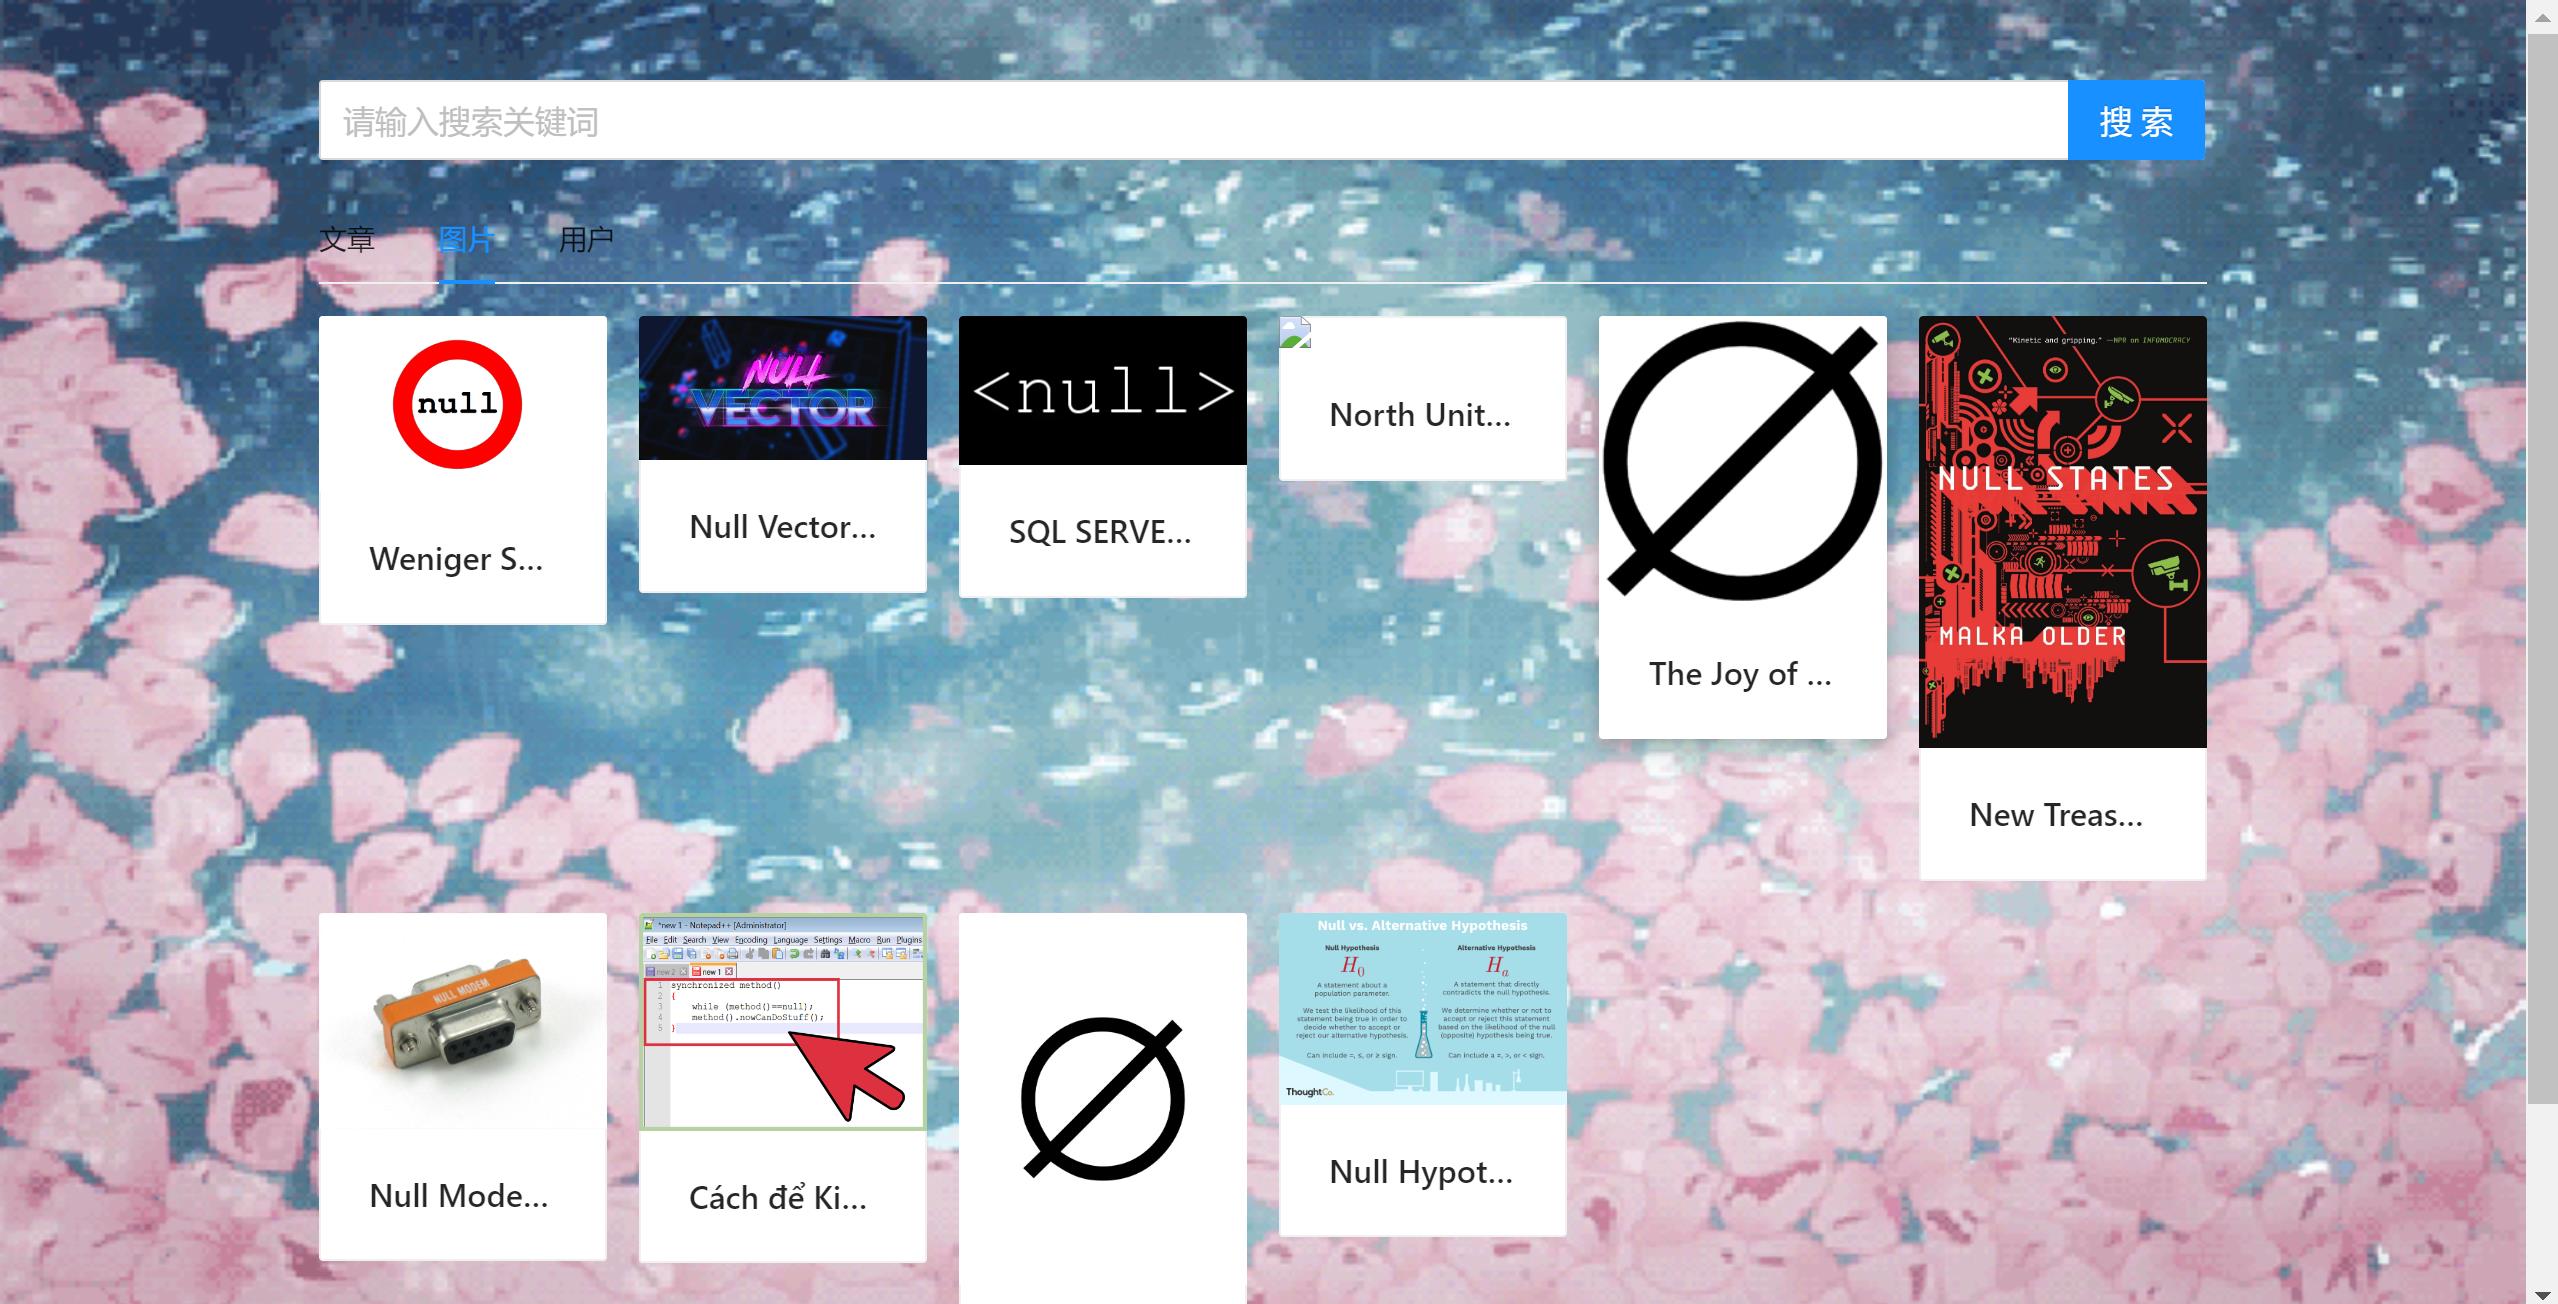 请输入搜索关键词
搜 索
文章
图片
用户
null
Weniger S...
NULL
VECTOR
Null Vector...
<null>
SQL SERVE...
North Unit...
The Joy of ...
"Kinetic and gripping." —NPR on INFOMOCRACY
NULL STATES
MALKA OLDER
New Treas...
NULL MODEM
Null Mode...
*new 1 - Notepad++ [Administrator]
File Edit Search View Encoding Language Settings Macro Run Plugins
new 2 new 1
1 synchronized method()
2 {
3 while (method()==null);
4 method().nowCanDoStuff();
5 }
Cách để Ki...
Null vs. Alternative Hypothesis
Null Hypothesis
H0
A statement about a
population parameter.
We test the likelihood of this
statement being true in order to
decide whether to accept or
reject our alternative hypothesis.
Can include =, ≤, or ≥ sign.
Alternative Hypothesis
Ha
A statement that directly
contradicts the null hypothesis.
We determine whether or not to
accept or reject this statement
based on the likelihood of the null
(opposite) hypothesis being true.
Can include a ≠, >, or < sign.
ThoughtCo.
Null Hypot...